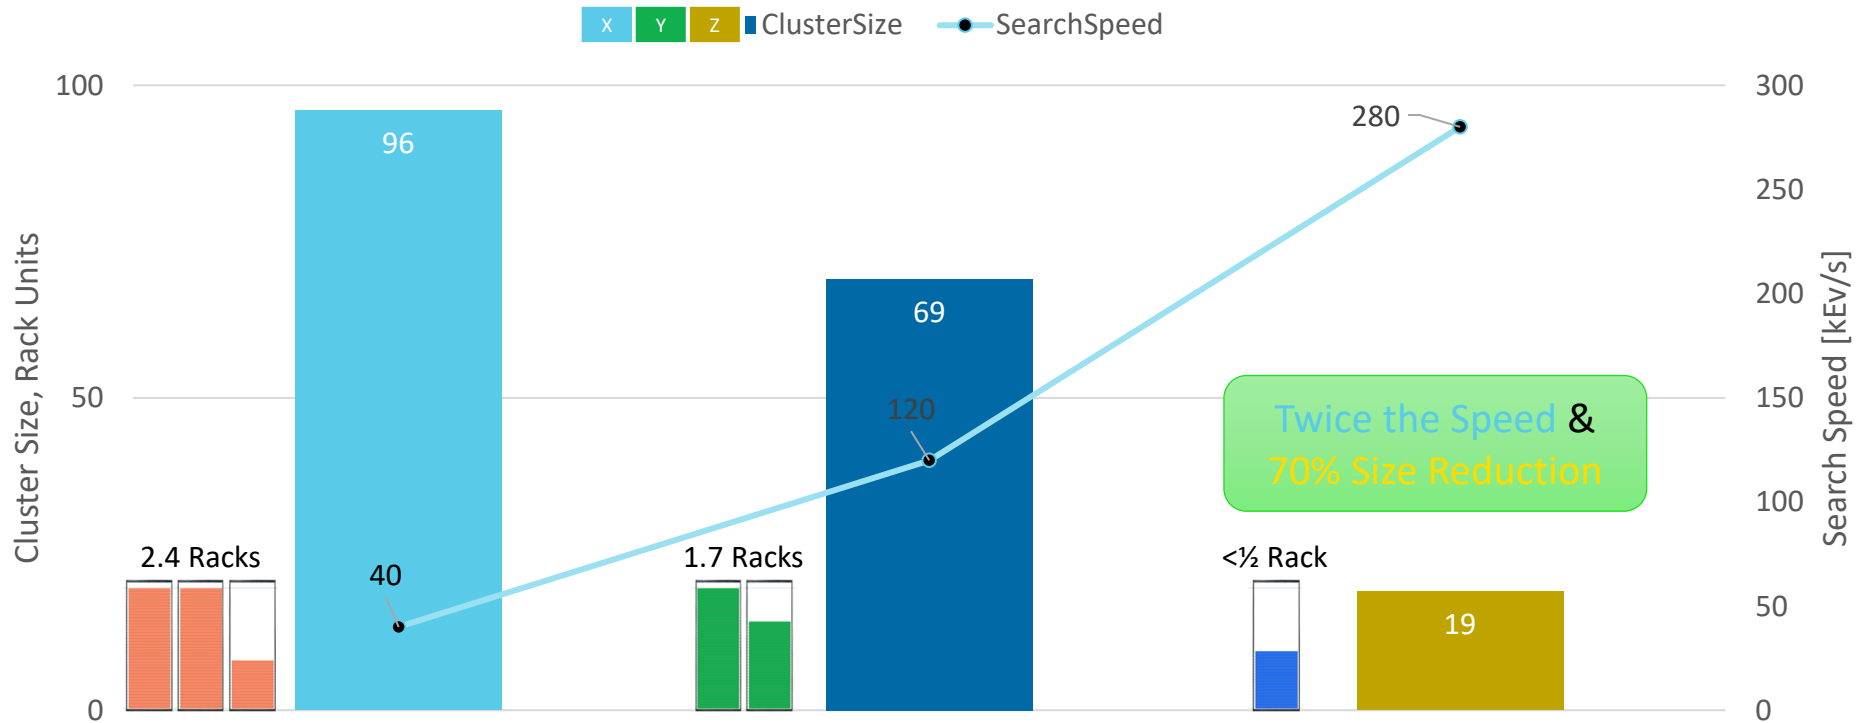 X Y Z ClusterSize SearchSpeed
100
50
0
Cluster Size, Rack Units
300
250
200
150
100
50
0
Search Speed [kEv/s]
96
69
19
40
120
280
2.4 Racks
1.7 Racks
<½ Rack
Twice the Speed &
70% Size Reduction